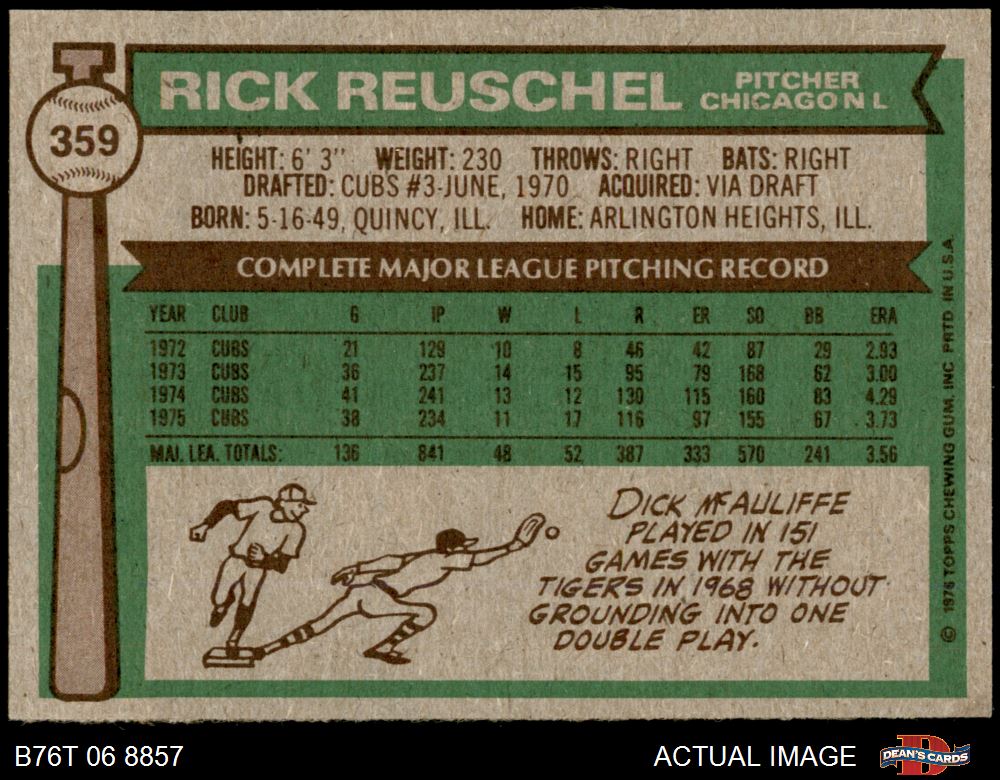 359
RICK REUSCHEL
PITCHER
CHICAGO N L
HEIGHT: 6' 3" WEIGHT: 230 THROWS: RIGHT BATS: RIGHT
DRAFTED: CUBS #3-JUNE, 1970 ACQUIRED: VIA DRAFT
BORN: 5-16-49, QUINCY, ILL. HOME: ARLINGTON HEIGHTS, ILL.
COMPLETE MAJOR LEAGUE PITCHING RECORD
YEAR CLUB G IP W L R ER SO BB ERA
1972 CUBS 21 129 10 8 46 42 87 29 2.93
1973 CUBS 36 237 14 15 95 79 168 62 3.00
1974 CUBS 41 241 13 12 130 115 160 83 4.29
1975 CUBS 38 234 11 17 116 97 155 67 3.73
MAJ. LEA. TOTALS: 136 841 48 52 387 333 570 241 3.56
DICK McAULIFFE
PLAYED IN 151
GAMES WITH THE
TIGERS IN 1968 WITHOUT
GROUNDING INTO ONE
DOUBLE PLAY.
© 1976 TOPPS CHEWING GUM, INC. PRTD IN U.S.A.
B76T 06 8857
ACTUAL IMAGE
D
DEAN'S CARDS